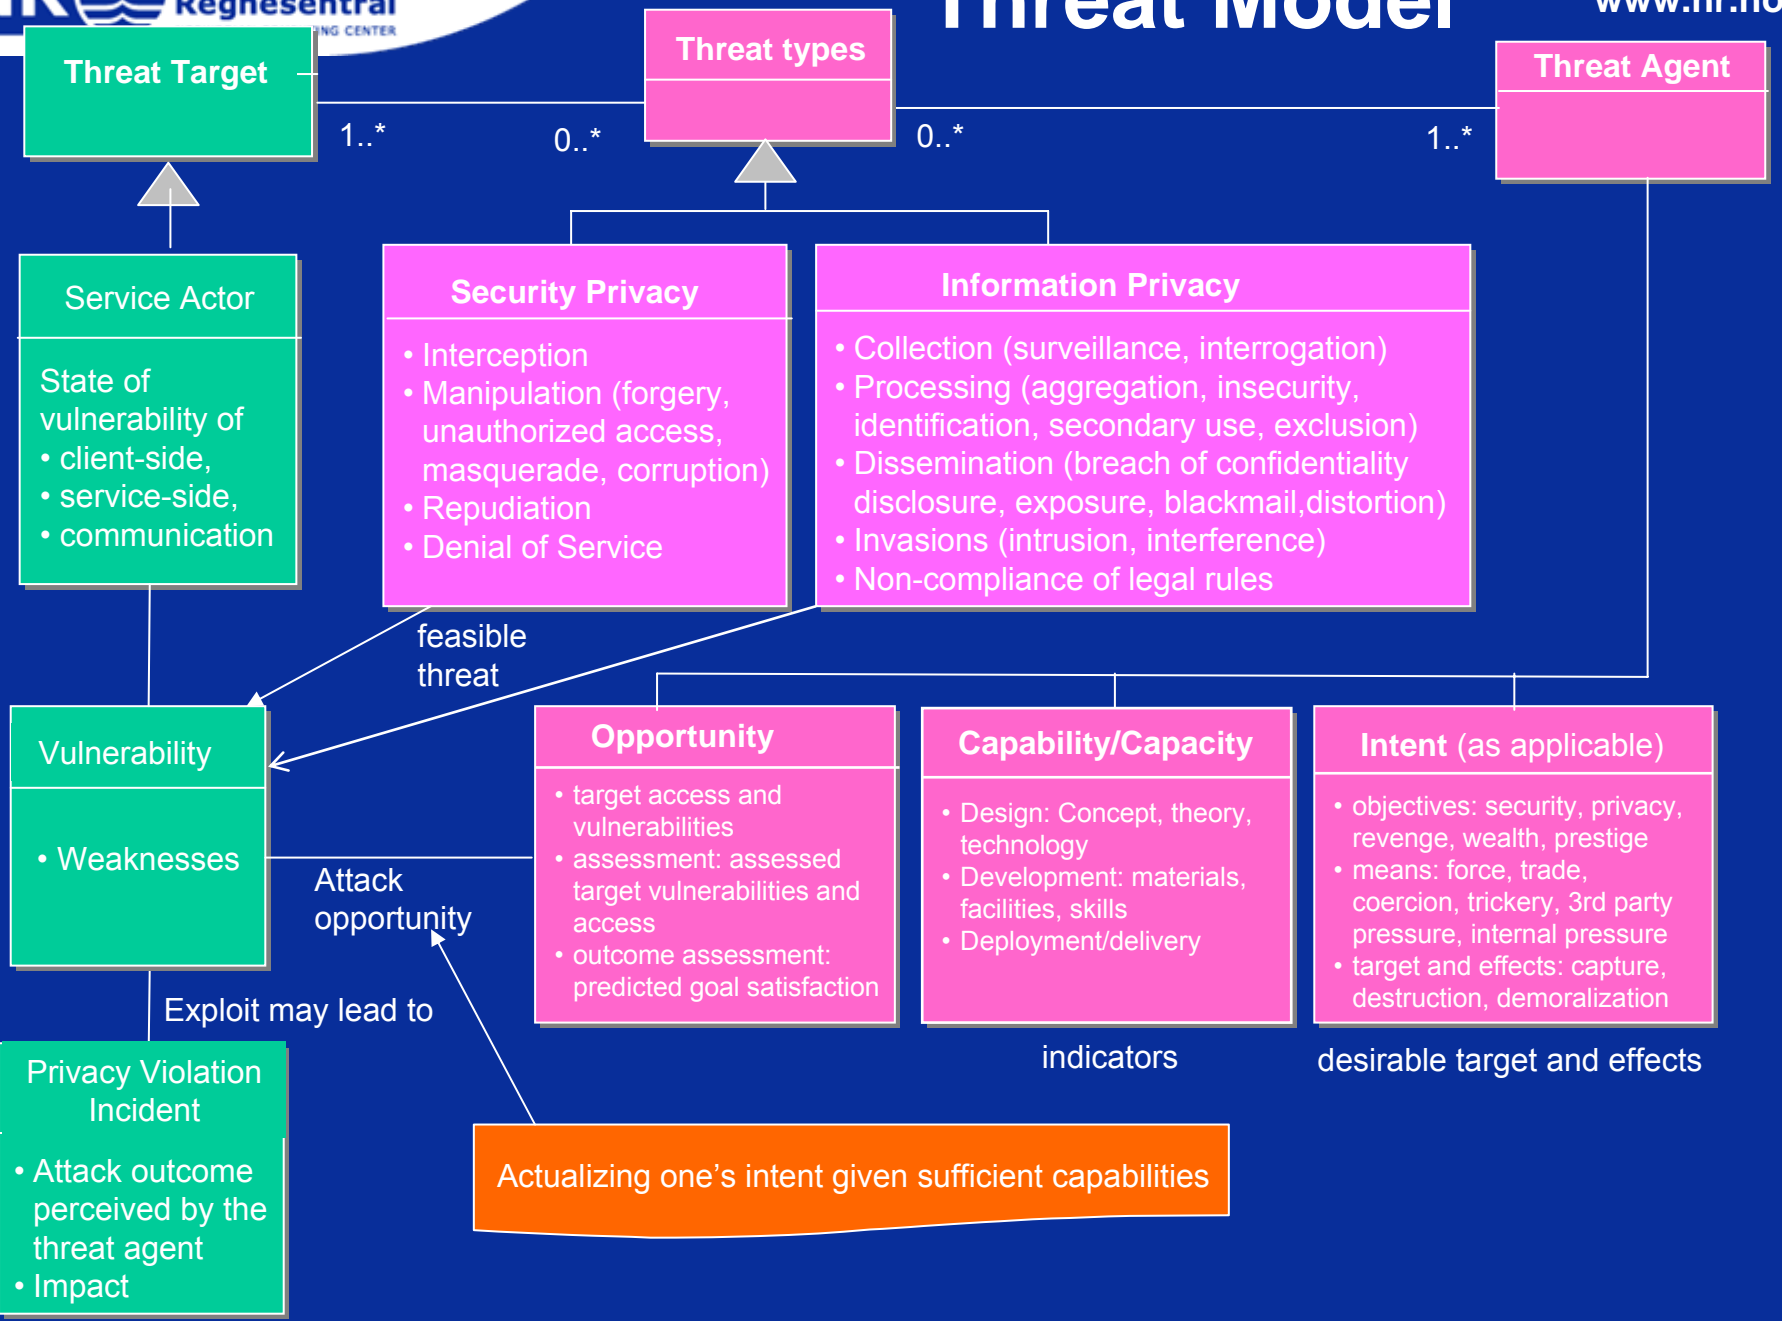 Regnesentral
NG CENTER
Threat Model
www.nr.no
Threat Target
Threat types
Threat Agent
1..*
0..*
0..*
1..*
Service Actor
State of
vulnerability of
• client-side,
• service-side,
• communication
Security Privacy
• Interception
• Manipulation (forgery,
unauthorized access,
masquerade, corruption)
• Repudiation
• Denial of Service
Information Privacy
• Collection (surveillance, interrogation)
• Processing (aggregation, insecurity,
identification, secondary use, exclusion)
• Dissemination (breach of confidentiality
disclosure, exposure, blackmail,distortion)
• Invasions (intrusion, interference)
• Non-compliance of legal rules
feasible
threat
Vulnerability
• Weaknesses
Attack
opportunity
Opportunity
• target access and
vulnerabilities
• assessment: assessed
target vulnerabilities and
access
• outcome assessment:
predicted goal satisfaction
Capability/Capacity
• Design: Concept, theory,
technology
• Development: materials,
facilities, skills
• Deployment/delivery
indicators
Intent (as applicable)
• objectives: security, privacy,
revenge, wealth, prestige
• means: force, trade,
coercion, trickery, 3rd party
pressure, internal pressure
• target and effects: capture,
destruction, demoralization
desirable target and effects
Exploit may lead to
Privacy Violation
Incident
• Attack outcome
perceived by the
threat agent
• Impact
Actualizing one's intent given sufficient capabilities